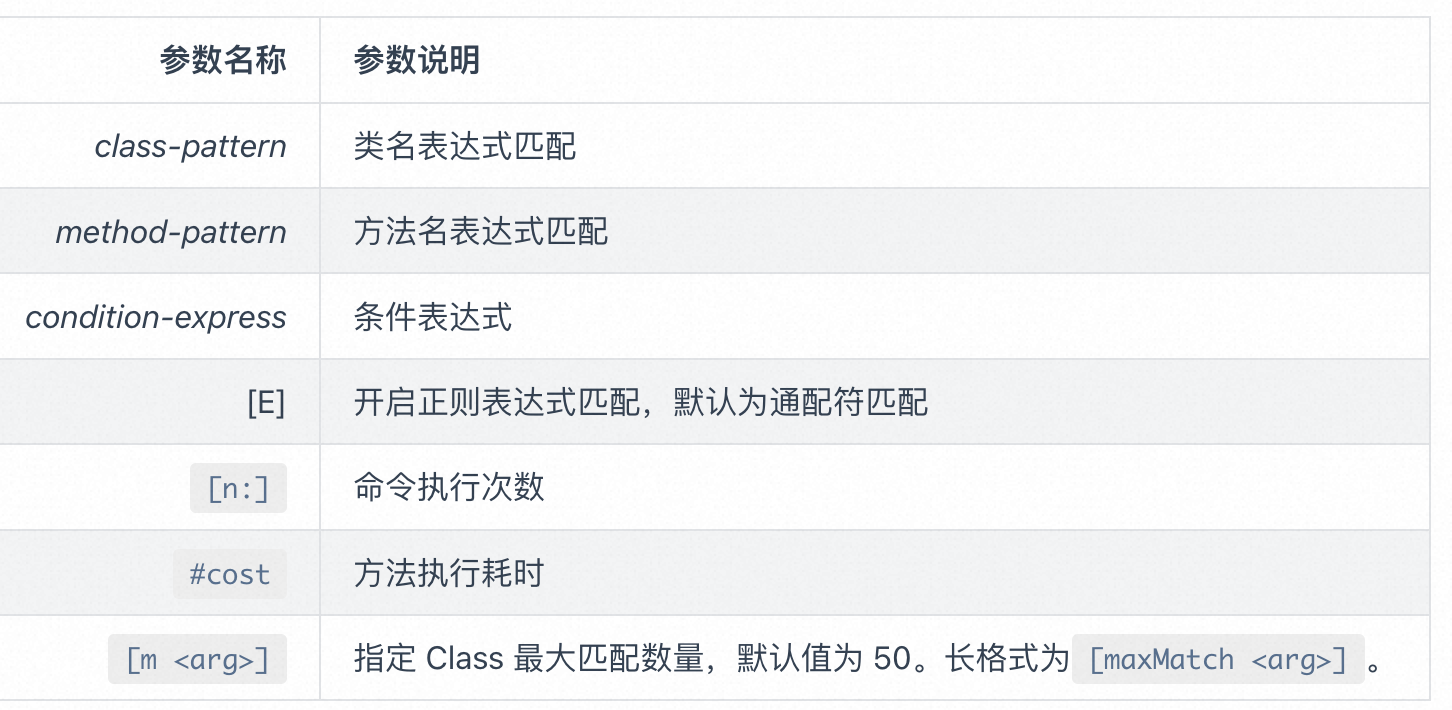 参数名称 参数说明
class-pattern 类名表达式匹配
method-pattern 方法名表达式匹配
condition-express 条件表达式
[E] 开启正则表达式匹配，默认为通配符匹配
[n:] 命令执行次数
#cost 方法执行耗时
[m <arg>] 指定 Class 最大匹配数量，默认值为 50。长格式为[maxMatch <arg>]。